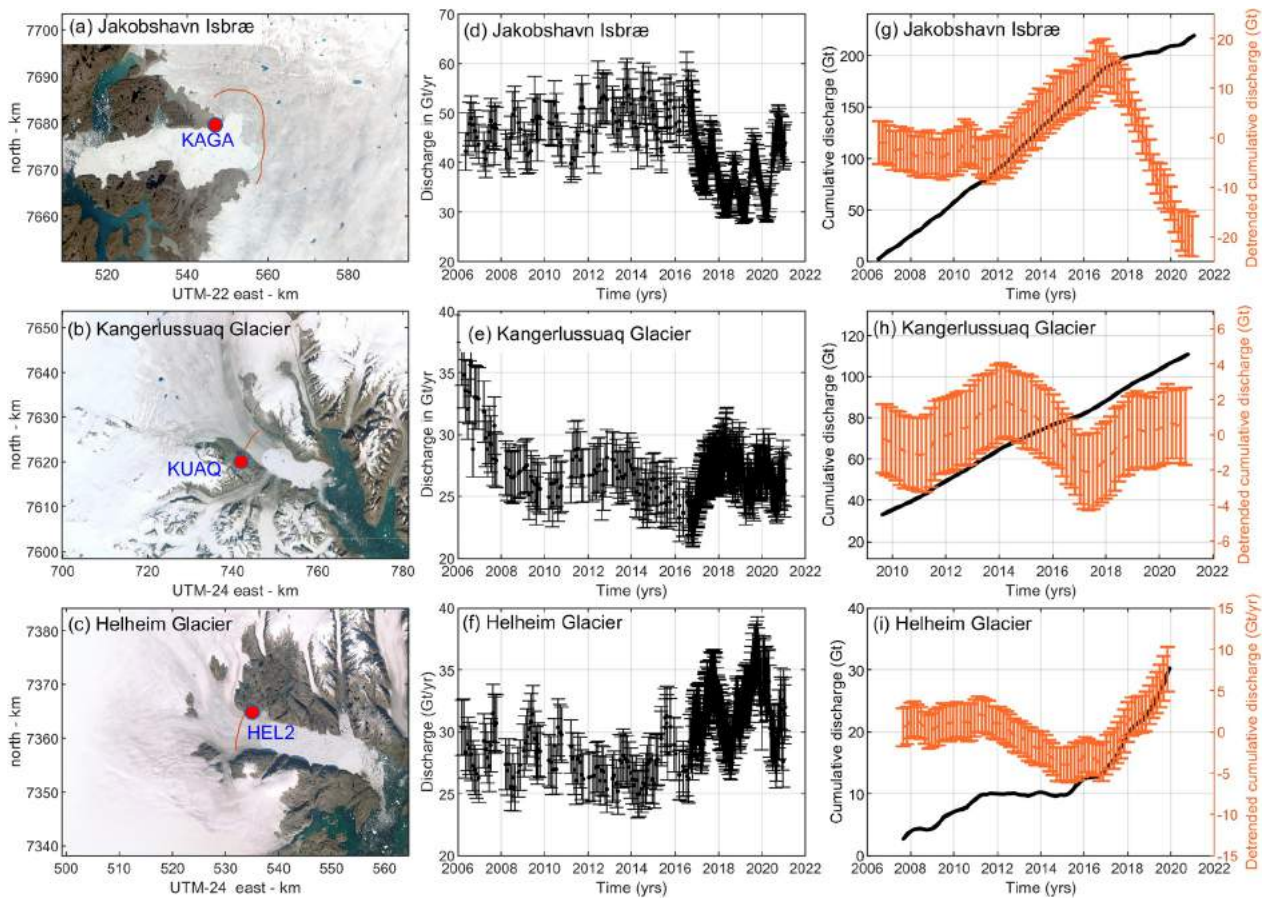 (a) Jakobshavn Isbræ
7703
7690
7680
7670
7660
north - km
KAGA
520
540
560
580
UTM-22 east - km
(d) Jakobshavn Isbræ
70
60
50
40
30
20
Discharge in Gt/yr
2006 2008 2010 2012 2014 2016 2018 2020 2022
Time (yrs)
(g) Jakobshavn Isbræ
200
150
100
50
0
Cumulative discharge (Gt)
20
10
0
-10
-20
Detrended cumulative discharge (Gt)
2006 2008 2010 2012 2014 2016 2018 2020 2022
Time (yrs)
(b) Kangerlussuaq Glacier
7650
7640
7630
7620
7610
7600
north - km
KUAQ
700
720
740
760
780
UTM-24 east - km
(e) Kangerlussuaq Glacier
40
35
30
25
20
Discharge in Gt/yr
2006 2008 2010 2012 2014 2016 2018 2020 2022
Time (yrs)
(h) Kangerlussuaq Glacier
120
100
80
60
40
20
Cumulative discharge (Gt)
6
4
2
0
-2
-4
-6
Detrended cumulative discharge (Gt)
2010 2012 2014 2016 2018 2020 2022
Time (yrs)
(c) Helheim Glacier
7380
7370
7360
7350
7340
north - km
HEL2
500 510 520 530 540 550 560
UTM-24 east - km
(f) Helheim Glacier
40
35
30
25
20
Discharge (Gt/yr)
2006 2008 2010 2012 2014 2016 2018 2020 2022
Time (yrs)
(i) Helheim Glacier
40
30
20
10
0
Cumulative discharge (Gt)
15
10
5
0
-5
-10
-15
Detrended cumulative discharge (Gt/yr)
2006 2008 2010 2012 2014 2016 2018 2020 2022
Time (yrs)